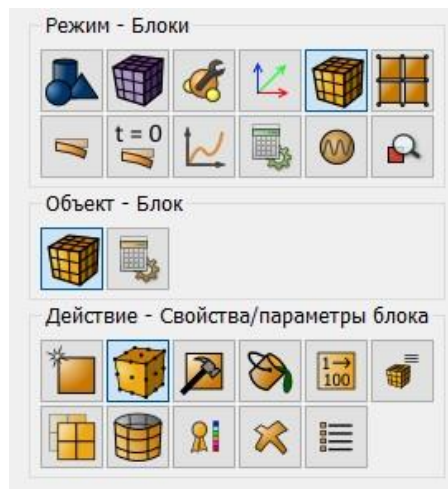 Режим - Блоки
t = 0
Объект - Блок
Действие - Свойства/параметры блока
1→
100